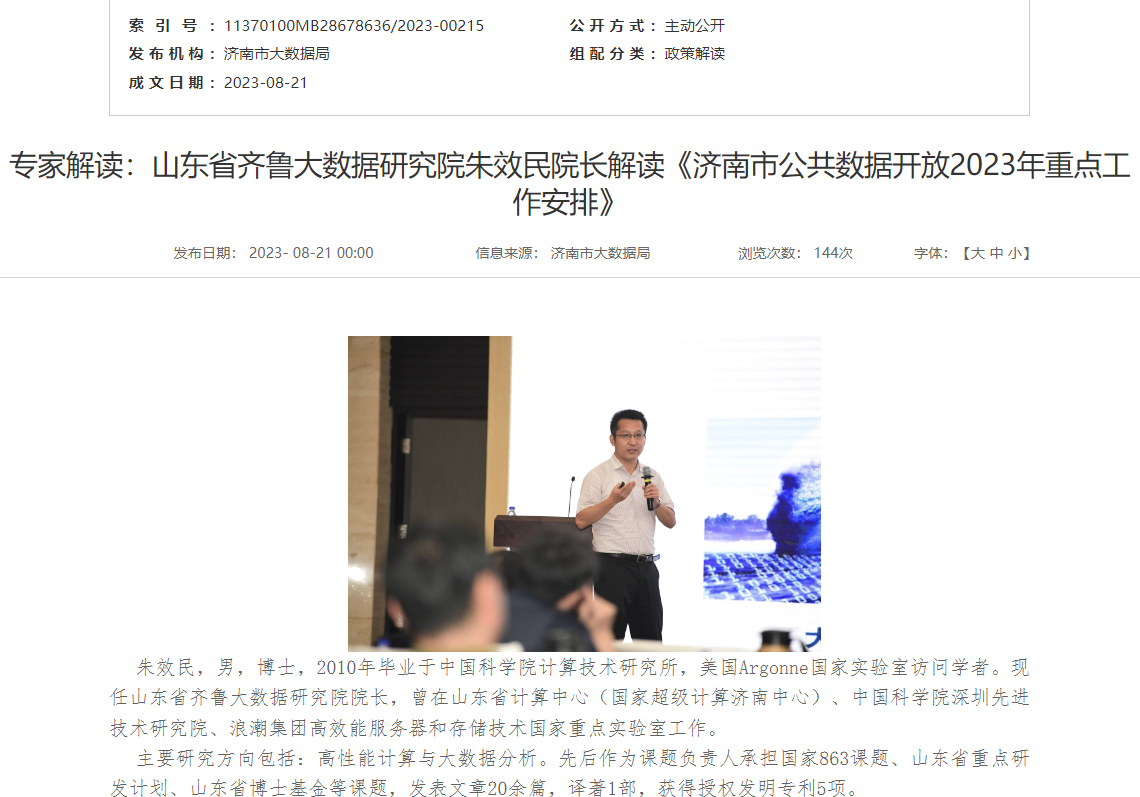 索 引 号 ： 11370100MB28678636/2023-00215 公 开 方 式 ： 主动公开
发 布 机 构 ： 济南市大数据局 组 配 分 类 ： 政策解读
成 文 日 期 ： 2023-08-21
专家解读：山东省齐鲁大数据研究院朱效民院长解读《济南市公共数据开放2023年重点工
作安排》
发布日期： 2023- 08-21 00:00 信息来源： 济南市大数据局 浏览次数： 144次 字体：【大 中 小】
朱效民，男，博士，2010年毕业于中国科学院计算技术研究所，美国Argonne国家实验室访问学者。现
任山东省齐鲁大数据研究院院长，曾在山东省计算中心（国家超级计算济南中心）、中国科学院深圳先进
技术研究院、浪潮集团高效能服务器和存储技术国家重点实验室工作。
主要研究方向包括：高性能计算与大数据分析。先后作为课题负责人承担国家863课题、山东省重点研
发计划、山东省博士基金等课题，发表文章20余篇，译著1部，获得授权发明专利5项。